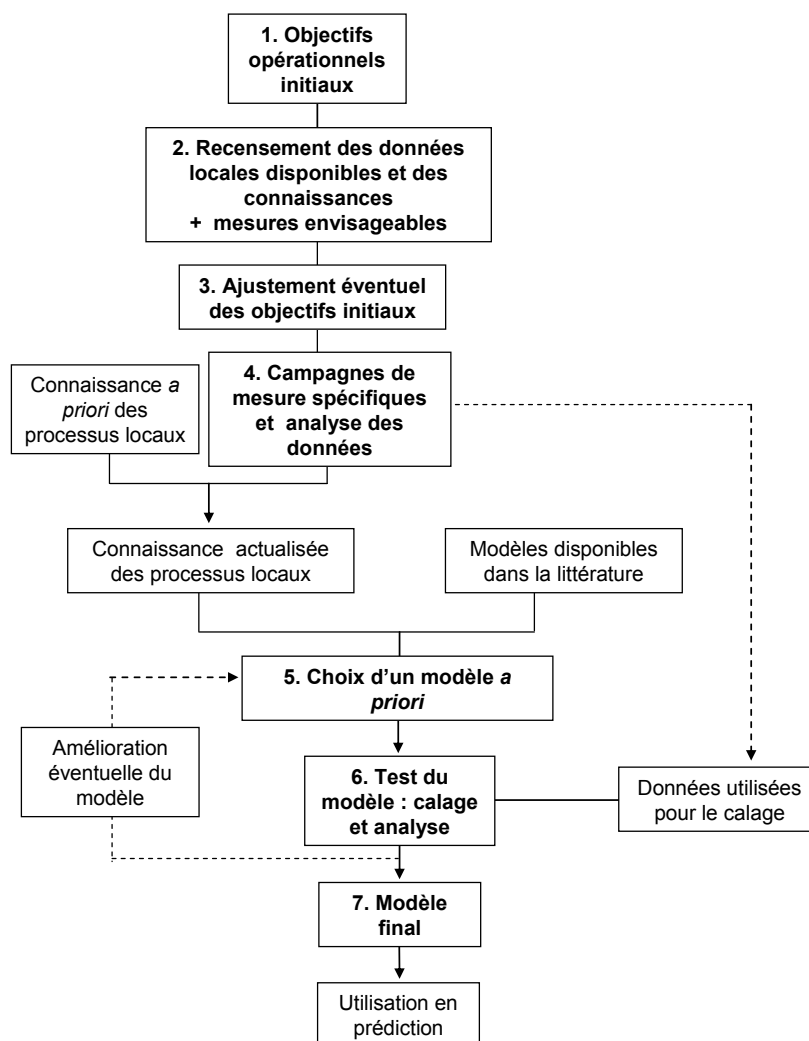 1. Objectifs
opérationnels
initiaux
2. Recensement des données
locales disponibles et des
connaissances
+ mesures envisageables
3. Ajustement éventuel
des objectifs initiaux
Connaissance a
priori des
processus locaux
4. Campagnes de
mesure spécifiques
et analyse des
données
Connaissance actualisée
des processus locaux
Modèles disponibles
dans la littérature
5. Choix d'un modèle a
priori
Amélioration
éventuelle du
modèle
6. Test du
modèle : calage
et analyse
Données utilisées
pour le calage
7. Modèle
final
Utilisation en
prédiction